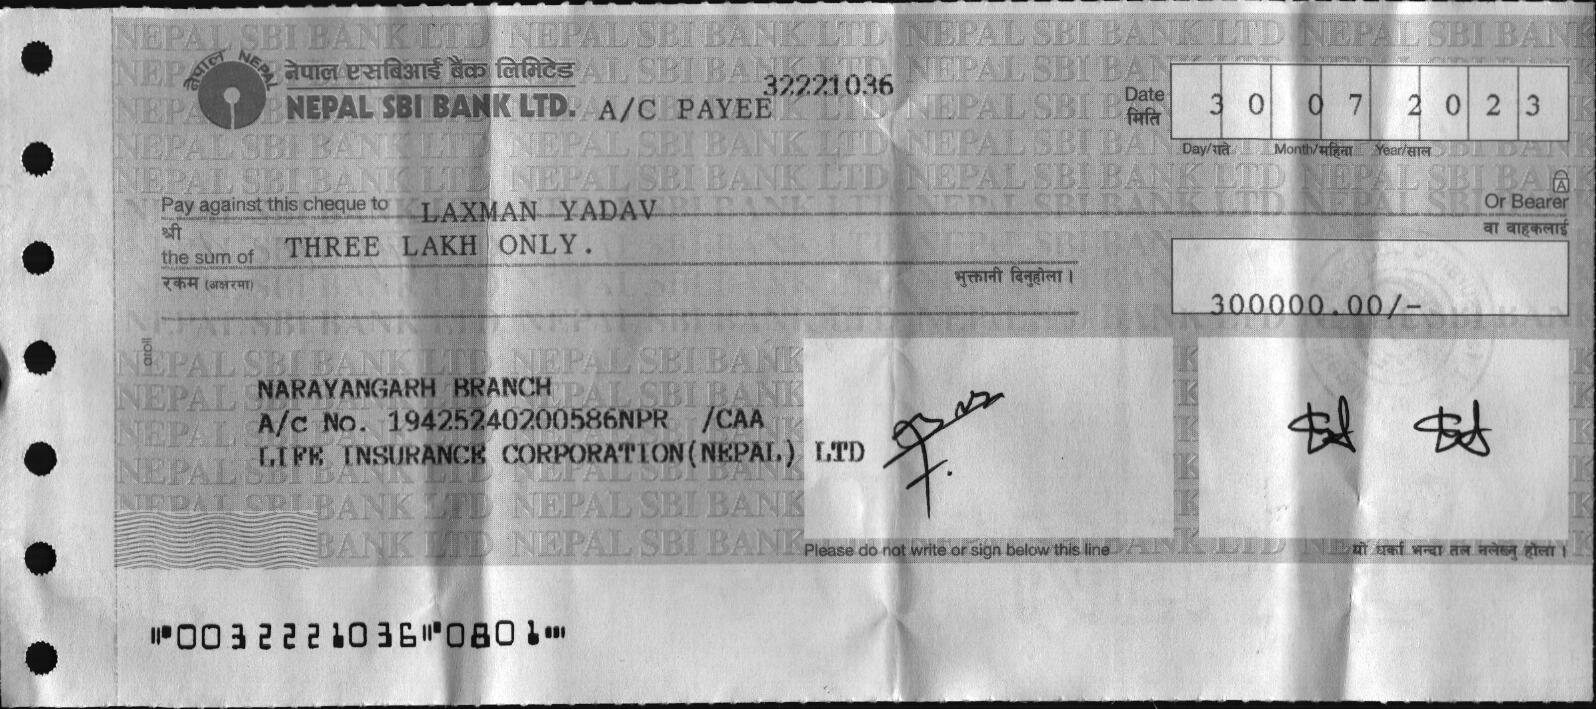 नेपाल NEPAL
नेपाल एसबिआई बैंक लिमिटेड
NEPAL SBI BANK LTD. A/C PAYEE
32221036
Date
मिति
3 0 0 7 2 0 2 3
Day/गते Month/महिना Year/साल
Pay against this cheque to LAXMAN YADAV Or Bearer
श्री वा वाहकलाई
the sum of THREE LAKH ONLY.
रकम (अक्षरमा) भुक्तानी दिनुहोला ।
300000.00/-
NARAYANGARH BRANCH
A/c No. 19425240200586NPR /CAA
LIFE INSURANCE CORPORATION(NEPAL) LTD
Please do not write or sign below this line यो धर्का भन्दा तल नलेख्नु होला ।
"0032221036"0801"